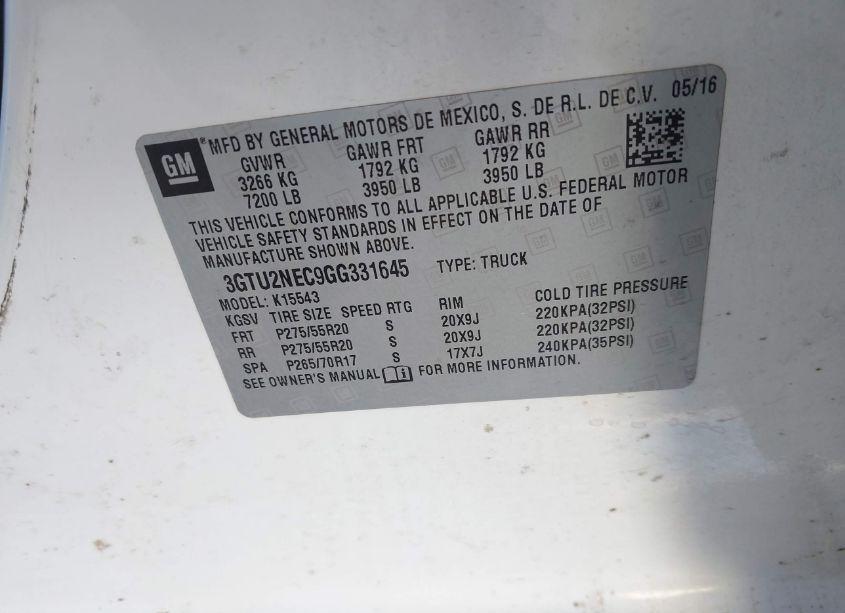 GM
® MFD BY GENERAL MOTORS DE MEXICO, S. DE R.L. DE C.V. 05/16
GVWR GAWR FRT GAWR RR
3266 KG 1792 KG 1792 KG
7200 LB 3950 LB 3950 LB
THIS VEHICLE CONFORMS TO ALL APPLICABLE U.S. FEDERAL MOTOR
VEHICLE SAFETY STANDARDS IN EFFECT ON THE DATE OF
MANUFACTURE SHOWN ABOVE.
3GTU2NEC9GG331645 TYPE: TRUCK
MODEL: K15543
KGSV TIRE SIZE SPEED RTG RIM COLD TIRE PRESSURE
FRT P275/55R20 S 20X9J 220KPA(32PSI)
RR P275/55R20 S 20X9J 220KPA(32PSI)
SPA P265/70R17 S 17X7J 240KPA(35PSI)
SEE OWNER'S MANUAL FOR MORE INFORMATION.